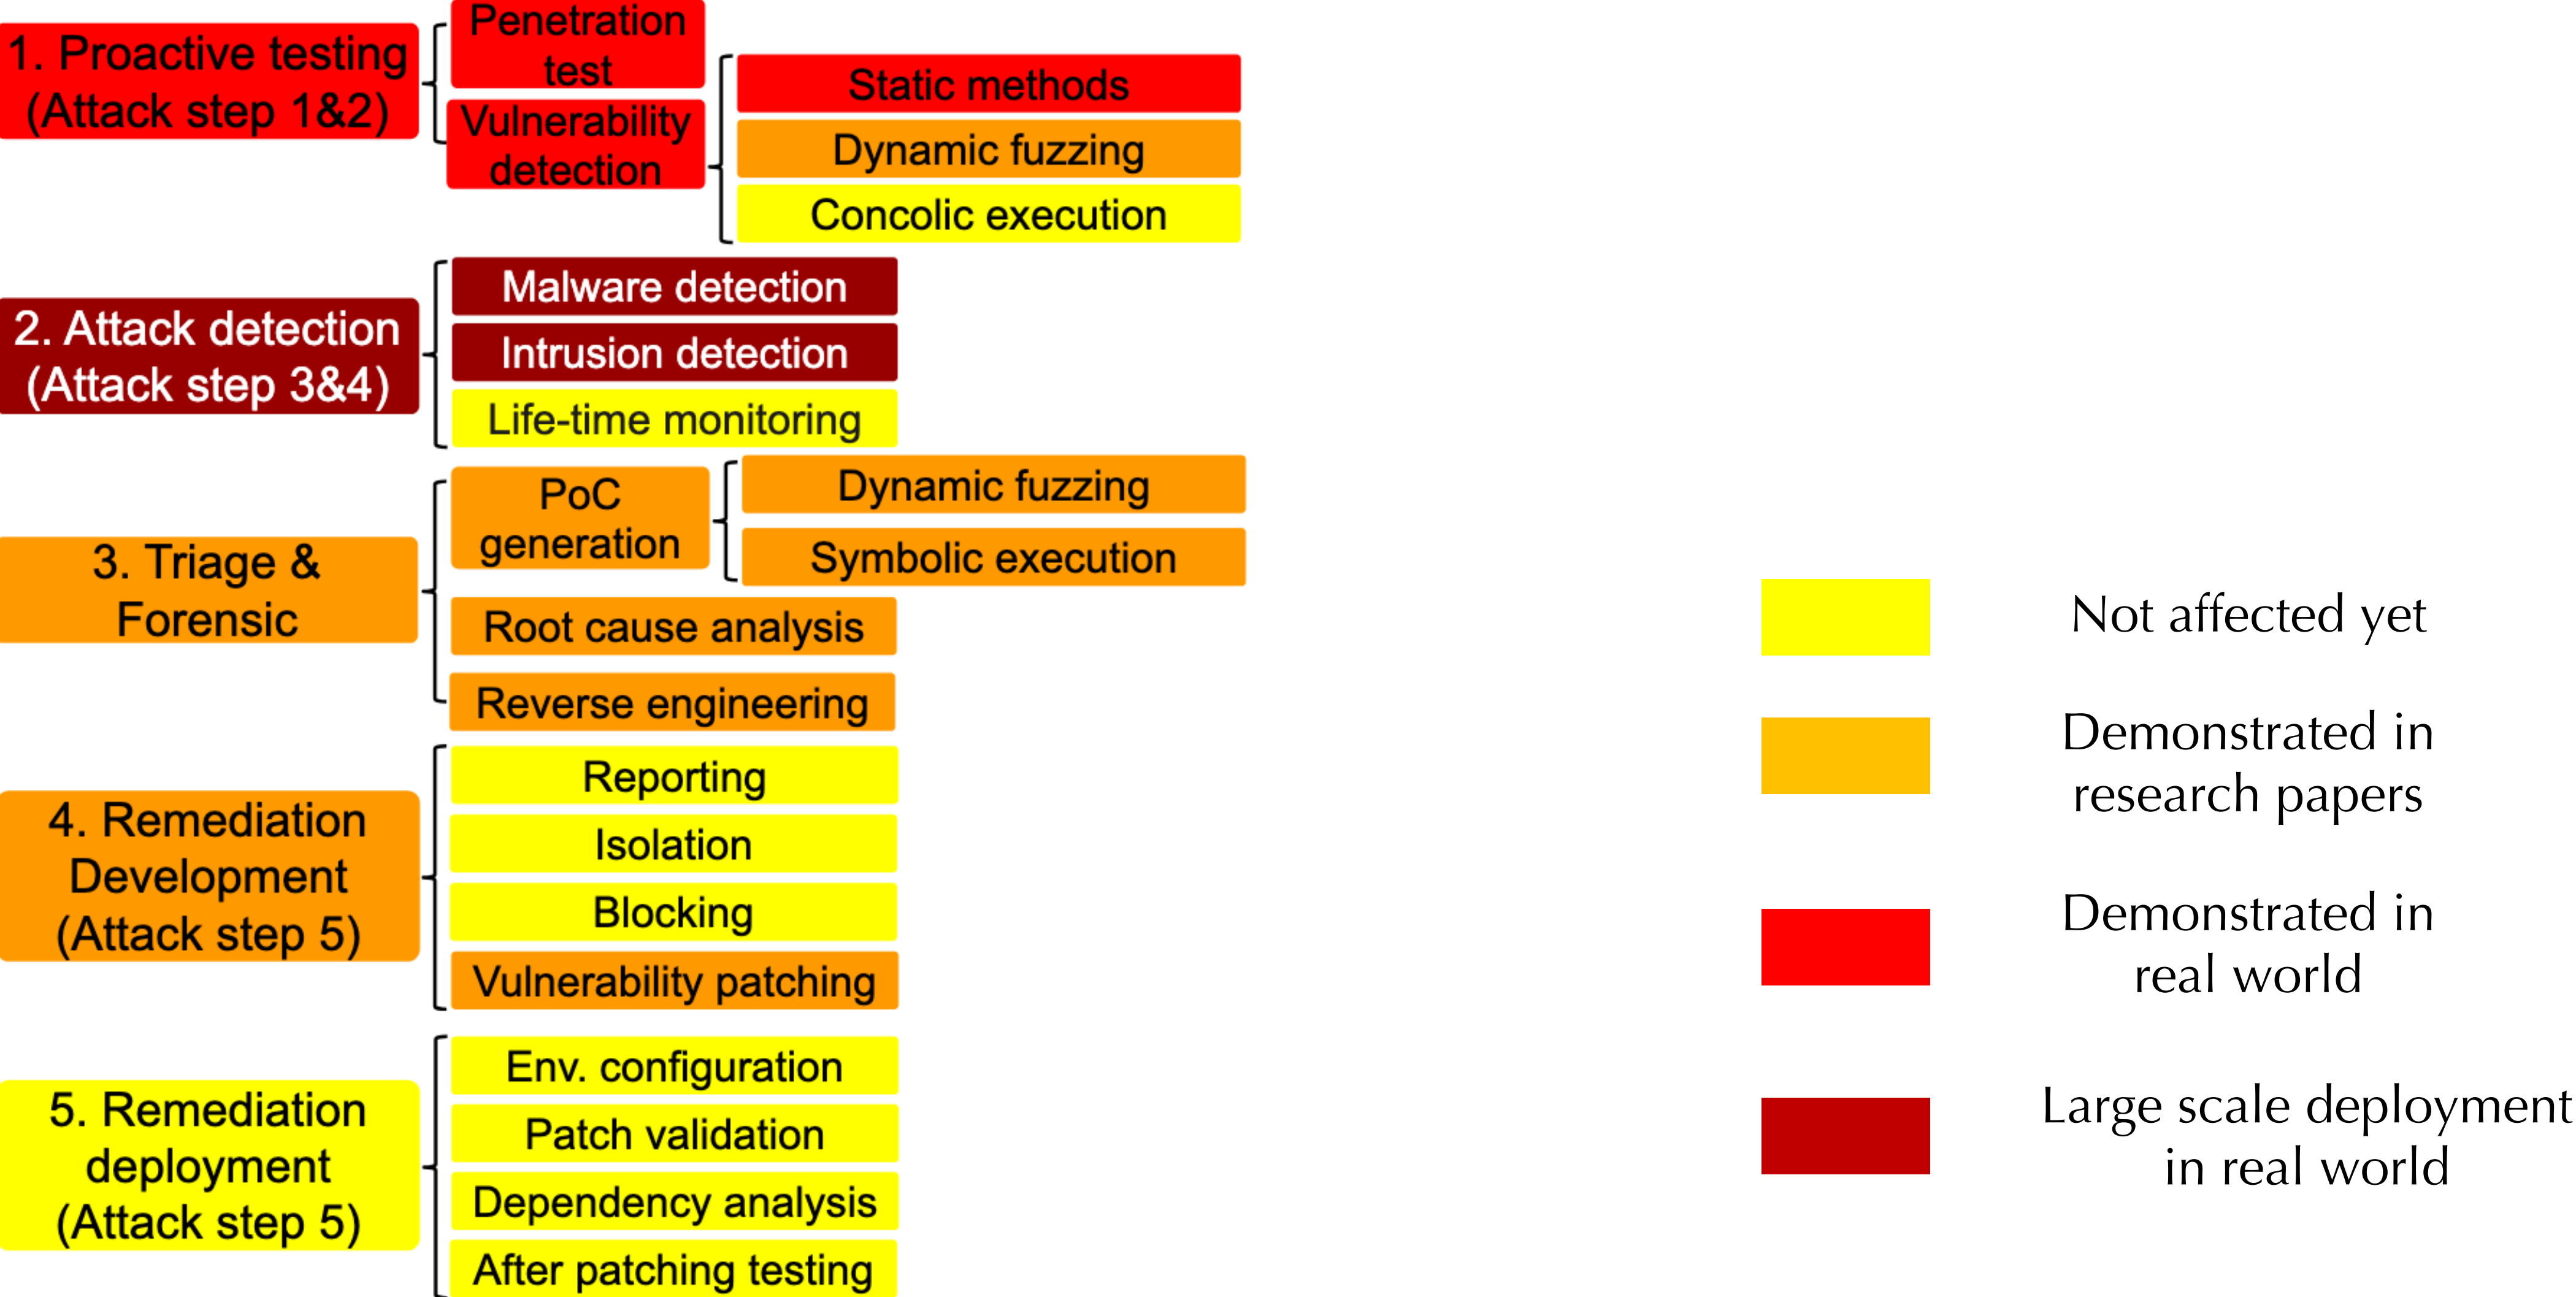 1. Proactive testing
(Attack step 1&2)
Penetration
test
Vulnerability
detection
Static methods
Dynamic fuzzing
Concolic execution
2. Attack detection
(Attack step 3&4)
Malware detection
Intrusion detection
Life-time monitoring
3. Triage &
Forensic
PoC
generation
Dynamic fuzzing
Symbolic execution
Root cause analysis
Reverse engineering
4. Remediation
Development
(Attack step 5)
Reporting
Isolation
Blocking
Vulnerability patching
5. Remediation
deployment
(Attack step 5)
Env. configuration
Patch validation
Dependency analysis
After patching testing
Not affected yet
Demonstrated in
research papers
Demonstrated in
real world
Large scale deployment
in real world